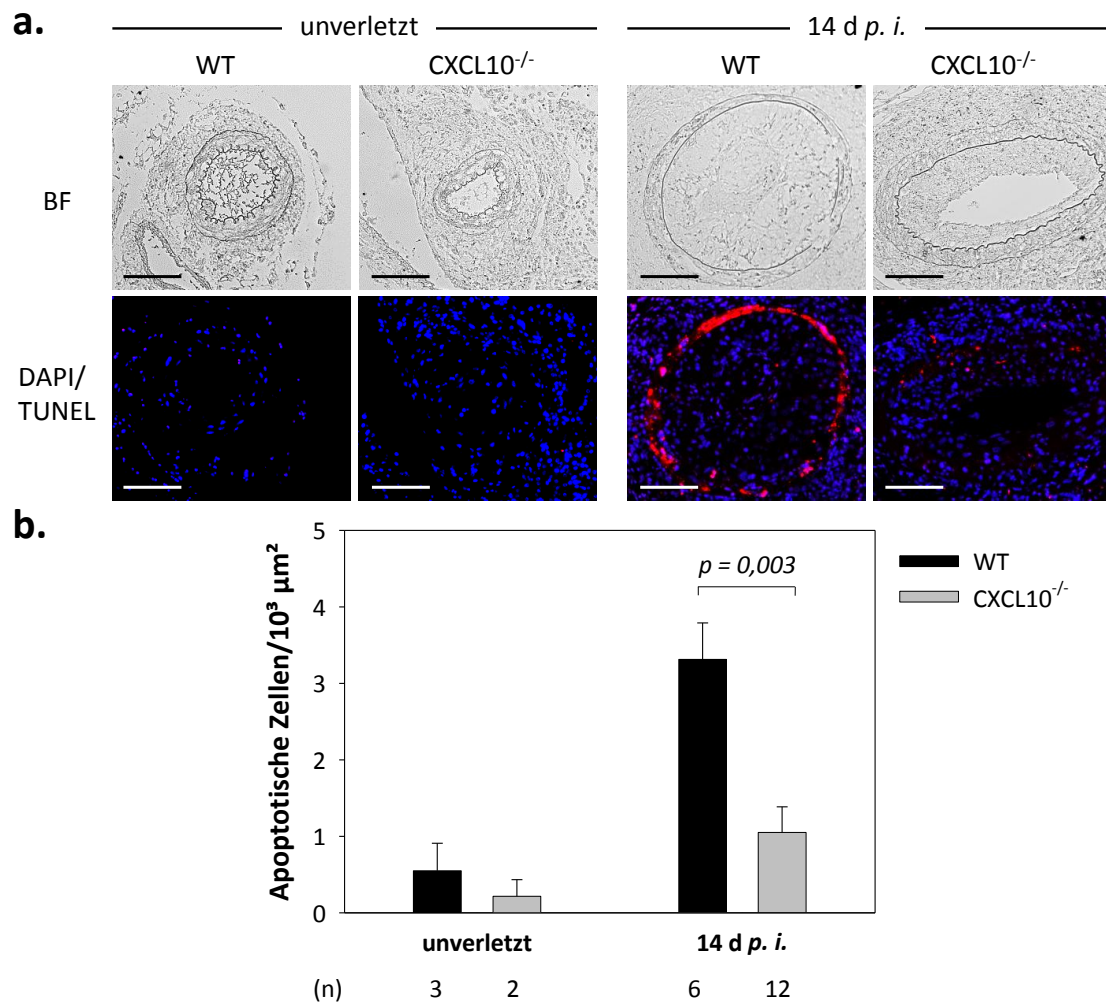 a.
unverletzt
14 d p. i.
WT
CXCL10⁻/⁻
WT
CXCL10⁻/⁻
BF
DAPI/
TUNEL
b.
Apoptotische Zellen/10³ µm²
5
4
3
2
1
0
p = 0,003
WT
CXCL10⁻/⁻
unverletzt
14 d p. i.
(n)
3
2
6
12